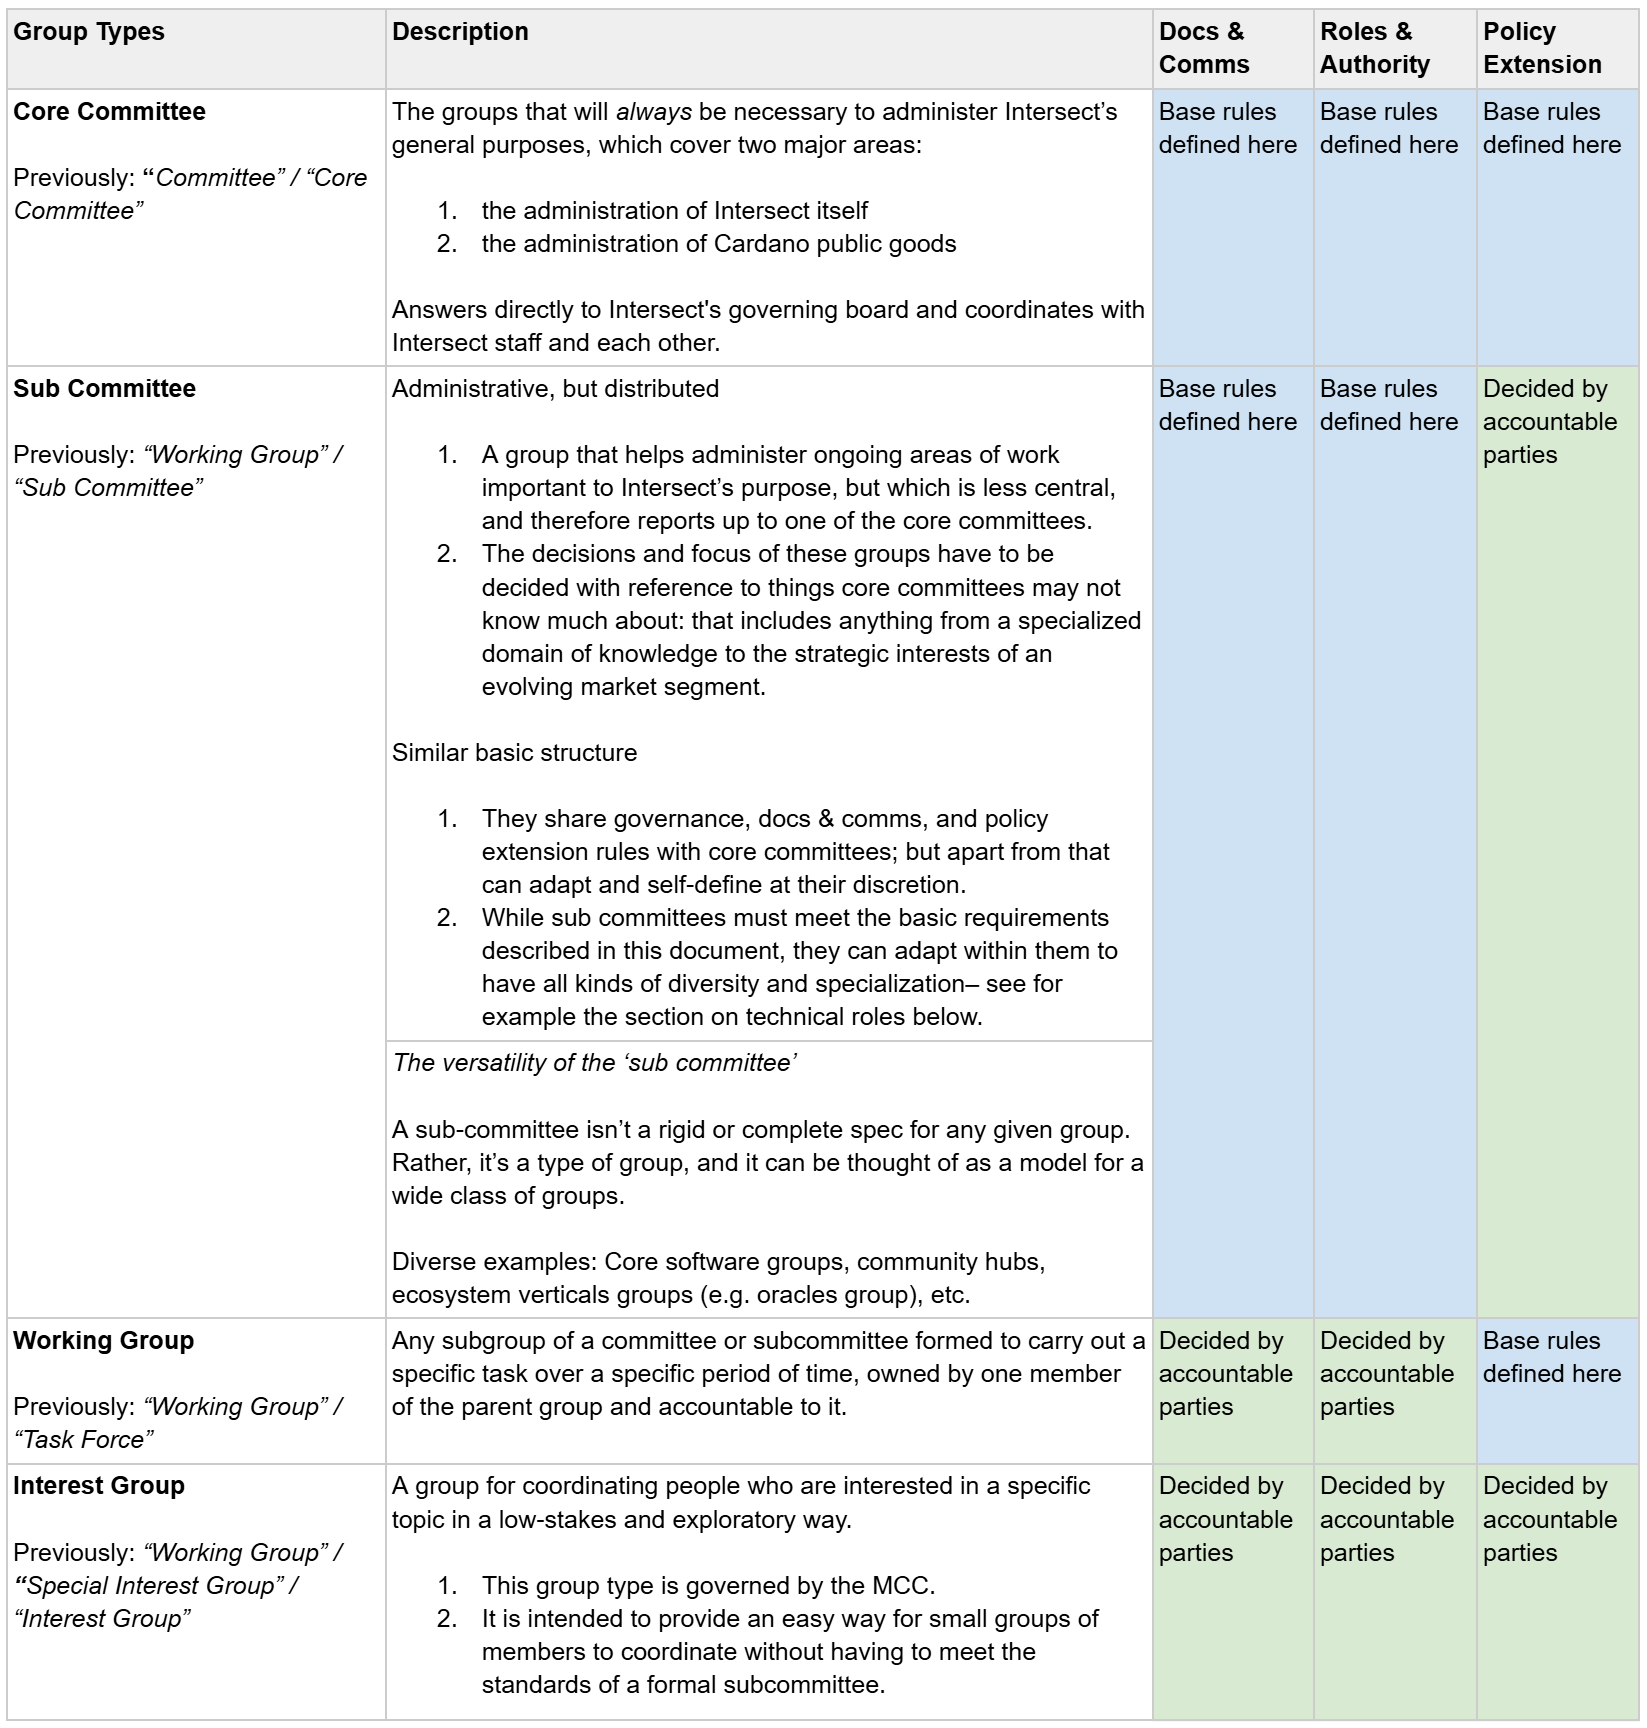 Group Types
Description
Docs &
Comms
Roles &
Authority
Policy
Extension
Core Committee
Previously: “Committee” / “Core
Committee”
The groups that will always be necessary to administer Intersect’s
general purposes, which cover two major areas:
1. the administration of Intersect itself
2. the administration of Cardano public goods
Answers directly to Intersect's governing board and coordinates with
Intersect staff and each other.
Base rules
defined here
Base rules
defined here
Base rules
defined here
Sub Committee
Previously: “Working Group” /
“Sub Committee”
Administrative, but distributed
1. A group that helps administer ongoing areas of work
important to Intersect’s purpose, but which is less central,
and therefore reports up to one of the core committees.
2. The decisions and focus of these groups have to be
decided with reference to things core committees may not
know much about: that includes anything from a specialized
domain of knowledge to the strategic interests of an
evolving market segment.
Similar basic structure
1. They share governance, docs & comms, and policy
extension rules with core committees; but apart from that
can adapt and self-define at their discretion.
2. While sub committees must meet the basic requirements
described in this document, they can adapt within them to
have all kinds of diversity and specialization– see for
example the section on technical roles below.
The versatility of the ‘sub committee’
A sub-committee isn’t a rigid or complete spec for any given group.
Rather, it’s a type of group, and it can be thought of as a model for a
wide class of groups.
Diverse examples: Core software groups, community hubs,
ecosystem verticals groups (e.g. oracles group), etc.
Base rules
defined here
Base rules
defined here
Decided by
accountable
parties
Working Group
Previously: “Working Group” /
“Task Force”
Any subgroup of a committee or subcommittee formed to carry out a
specific task over a specific period of time, owned by one member
of the parent group and accountable to it.
Decided by
accountable
parties
Decided by
accountable
parties
Base rules
defined here
Interest Group
Previously: “Working Group” /
“Special Interest Group” /
“Interest Group”
A group for coordinating people who are interested in a specific
topic in a low-stakes and exploratory way.
1. This group type is governed by the MCC.
2. It is intended to provide an easy way for small groups of
members to coordinate without having to meet the
standards of a formal subcommittee.
Decided by
accountable
parties
Decided by
accountable
parties
Decided by
accountable
parties